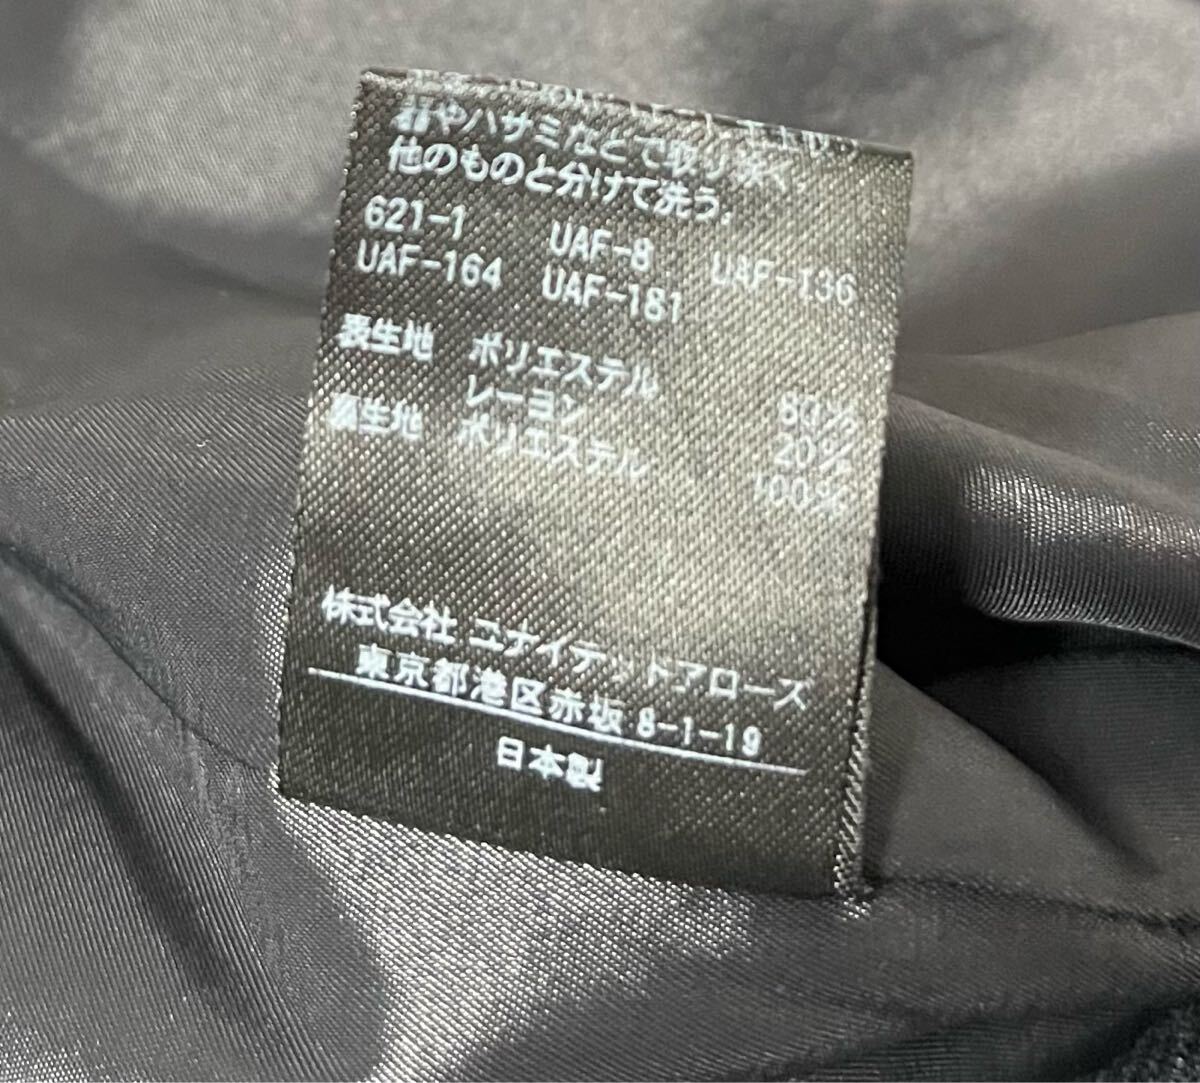 やハサミなどで取り除く。
他のものと分けて洗う。
621-1 UAF-8 UAF-136
UAF-164 UAF-181
表生地 ポリエステル 80%
レーヨン 20%
裏生地 ポリエステル 100%
株式会社 ユナイテッドアローズ
東京都港区赤坂 8-1-19
日本製